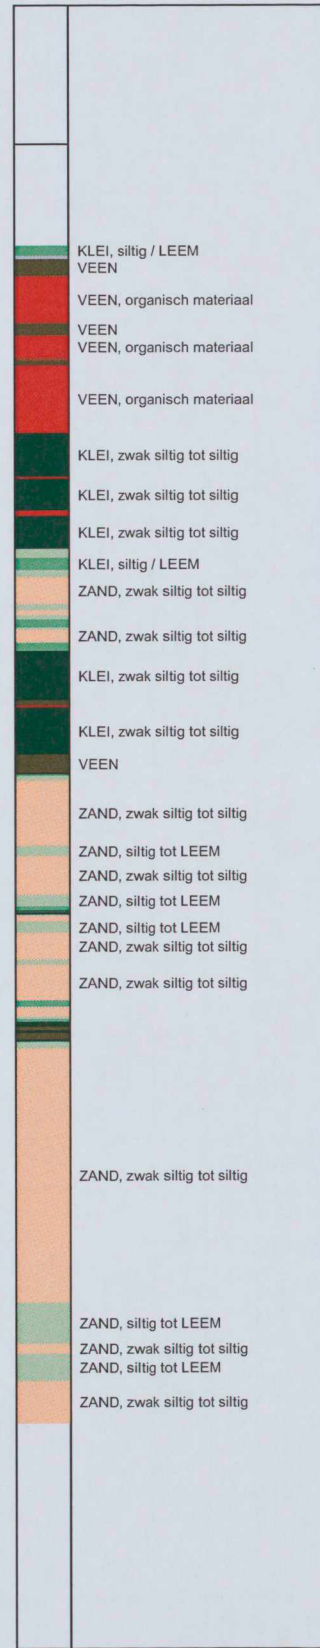 KLEI, siltig / LEEM
VEEN
VEEN, organisch materiaal
VEEN
VEEN, organisch materiaal
VEEN, organisch materiaal
KLEI, zwak siltig tot siltig
KLEI, zwak siltig tot siltig
KLEI, zwak siltig tot siltig
KLEI, siltig / LEEM
ZAND, zwak siltig tot siltig
ZAND, zwak siltig tot siltig
KLEI, zwak siltig tot siltig
KLEI, zwak siltig tot siltig
VEEN
ZAND, zwak siltig tot siltig
ZAND, siltig tot LEEM
ZAND, zwak siltig tot siltig
ZAND, siltig tot LEEM
ZAND, siltig tot LEEM
ZAND, zwak siltig tot siltig
ZAND, zwak siltig tot siltig
ZAND, zwak siltig tot siltig
ZAND, siltig tot LEEM
ZAND, zwak siltig tot siltig
ZAND, siltig tot LEEM
ZAND, zwak siltig tot siltig